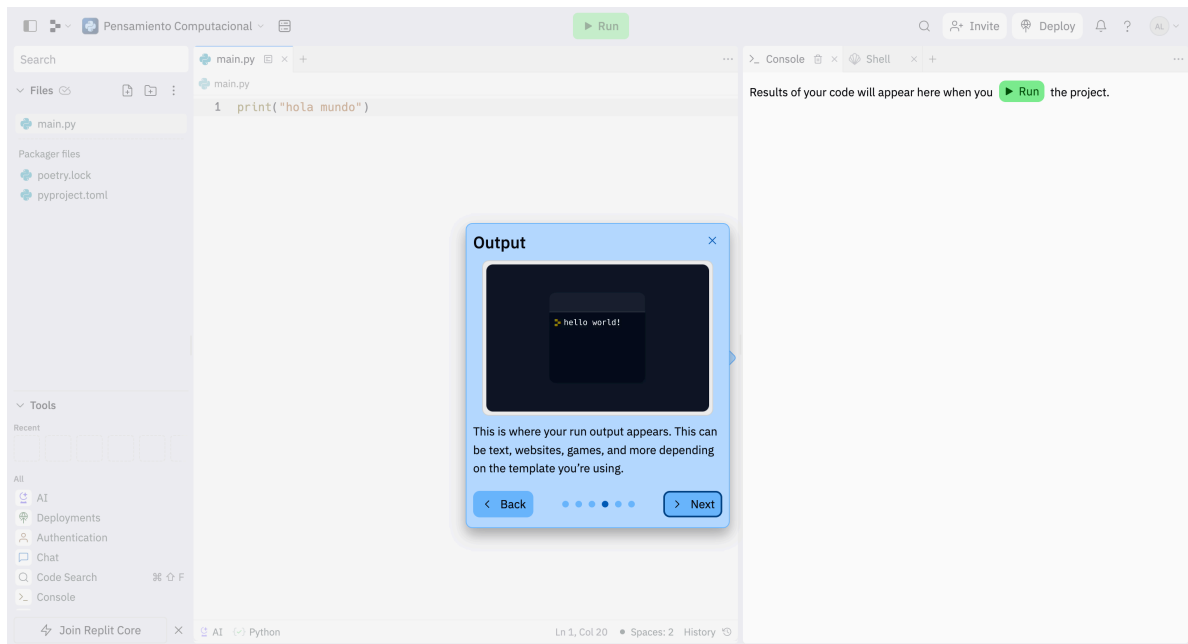 Pensamiento Computacional
Run
Invite
Deploy
AL
Search
Files
main.py
Packager files
poetry.lock
pyproject.toml
Tools
Recent
All
AI
Deployments
Authentication
Chat
Code Search ⌘ ⇧ F
Console
Join Replit Core
main.py
main.py
1 print("hola mundo")
Output
hello world!
This is where your run output appears. This can
be text, websites, games, and more depending
on the template you’re using.
Back
Next
AI Python
Ln 1, Col 20 • Spaces: 2 History
Console
Shell
Results of your code will appear here when you Run the project.